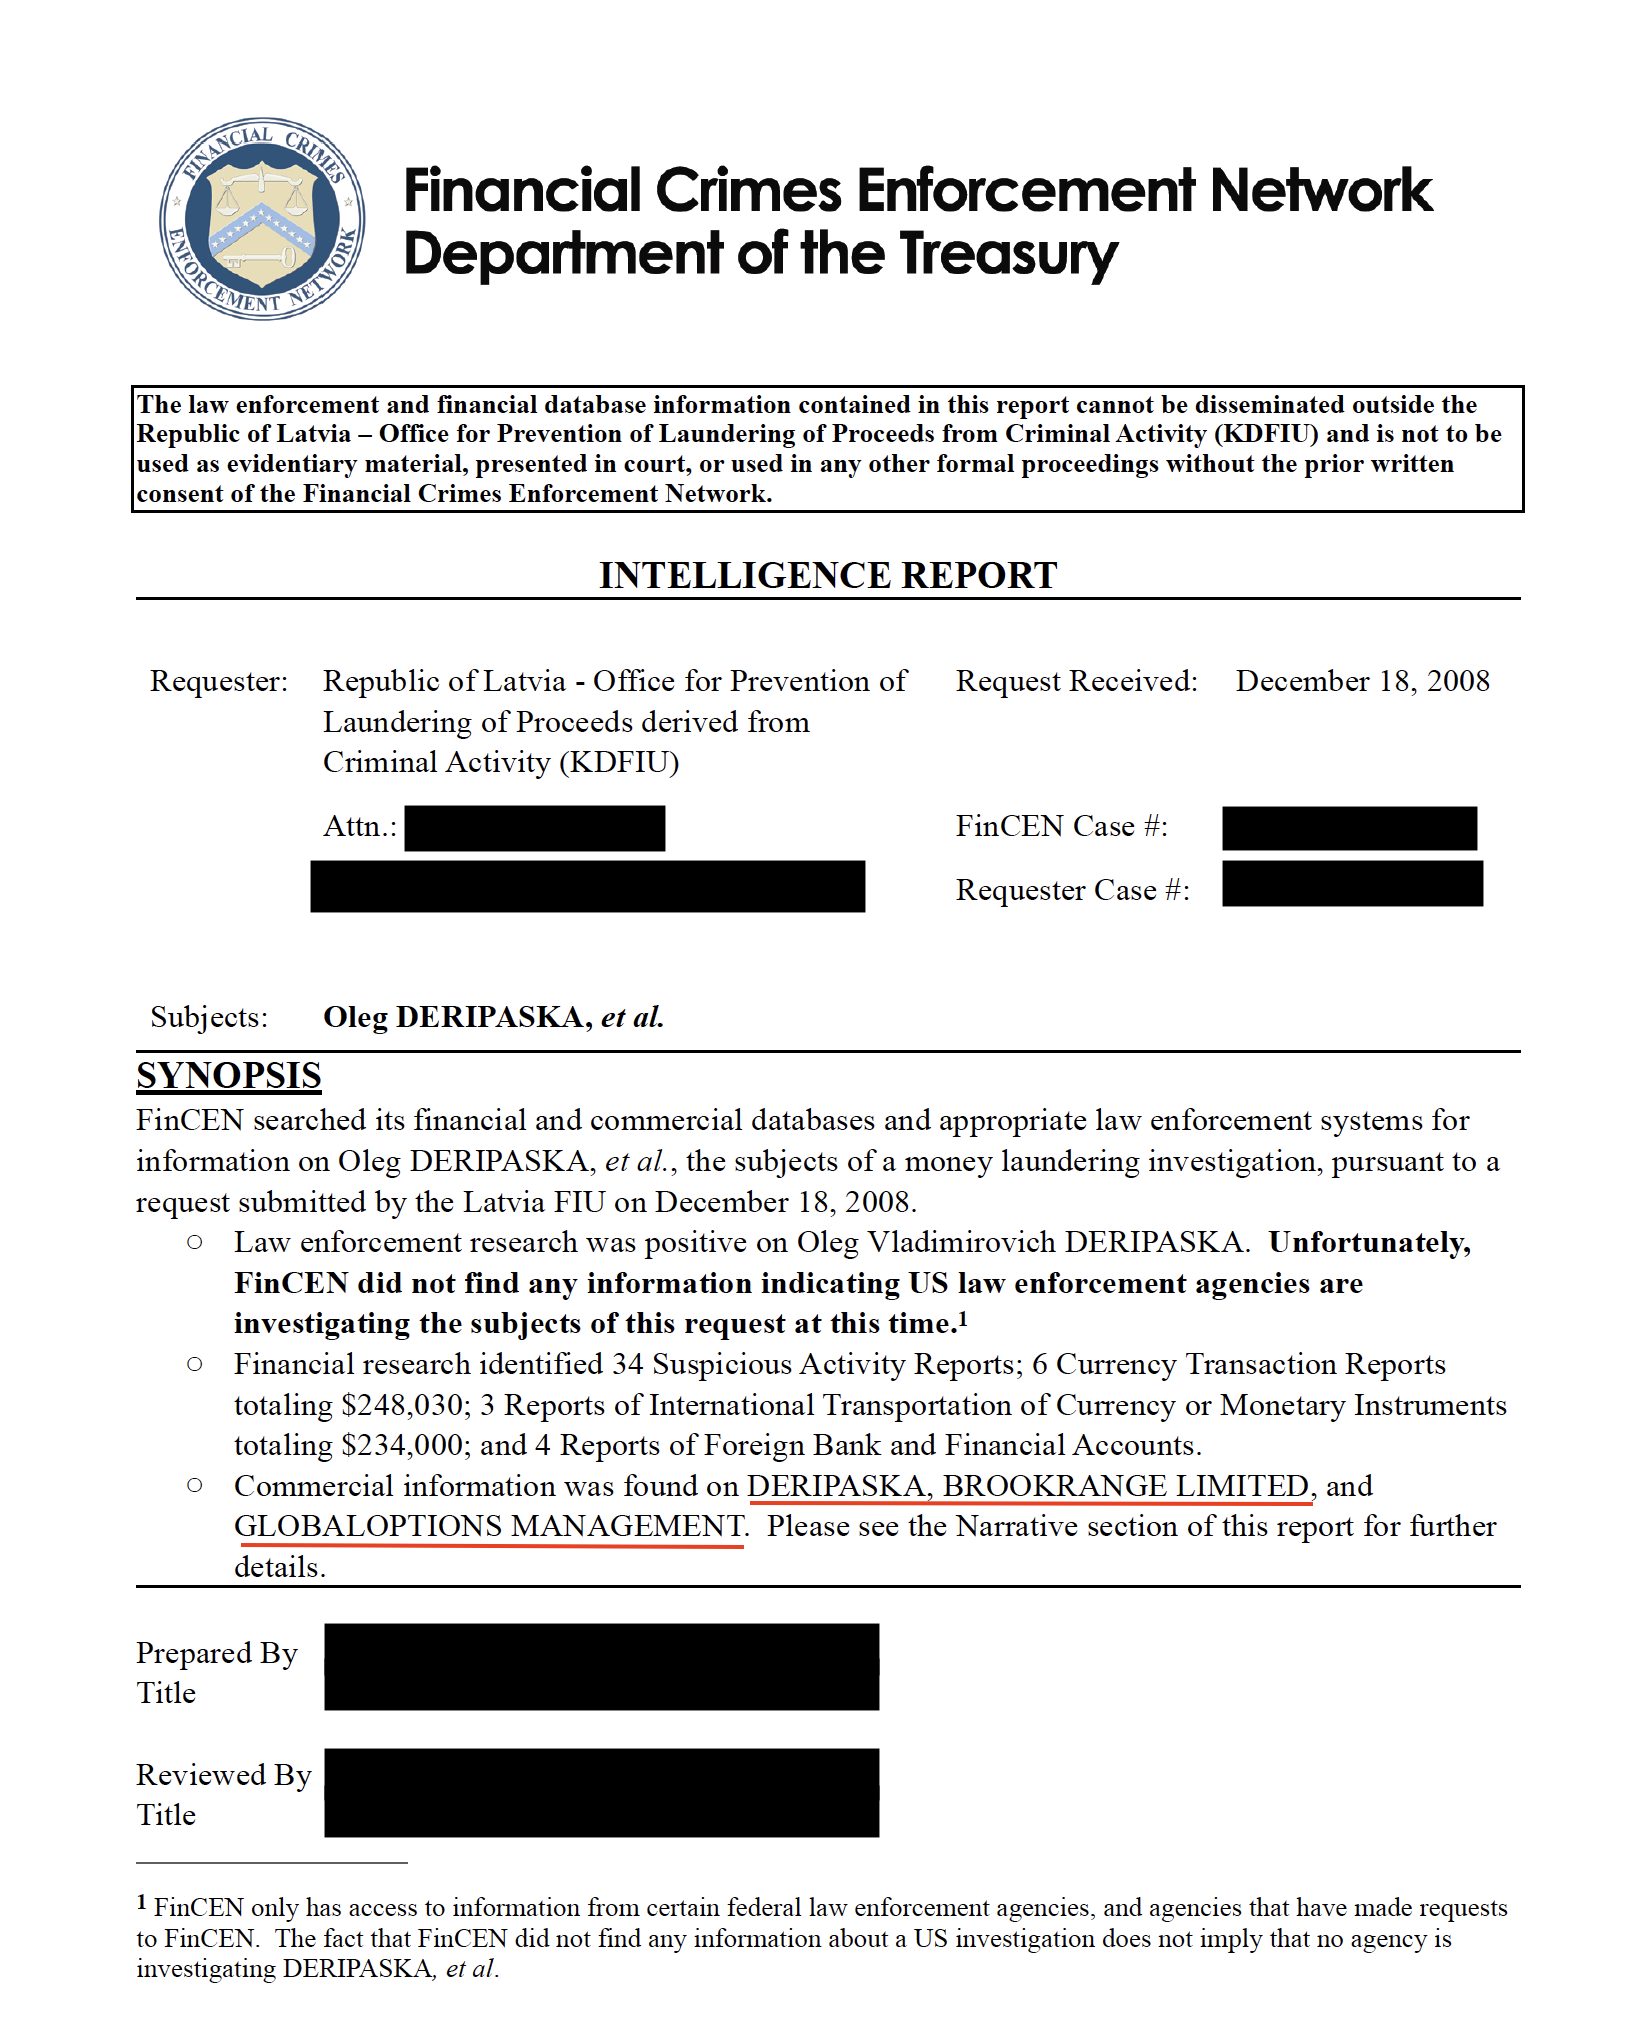 FINANCIAL CRIMES
ENFORCEMENT NETWORK
Financial Crimes Enforcement Network
Department of the Treasury
The law enforcement and financial database information contained in this report cannot be disseminated outside the
Republic of Latvia – Office for Prevention of Laundering of Proceeds from Criminal Activity (KDFIU) and is not to be
used as evidentiary material, presented in court, or used in any other formal proceedings without the prior written
consent of the Financial Crimes Enforcement Network.
INTELLIGENCE REPORT
Requester: Republic of Latvia - Office for Prevention of Request Received: December 18, 2008
Laundering of Proceeds derived from
Criminal Activity (KDFIU)
Attn.: FinCEN Case #:
Requester Case #:
Subjects: Oleg DERIPASKA, et al.
SYNOPSIS
FinCEN searched its financial and commercial databases and appropriate law enforcement systems for
information on Oleg DERIPASKA, et al., the subjects of a money laundering investigation, pursuant to a
request submitted by the Latvia FIU on December 18, 2008.
○ Law enforcement research was positive on Oleg Vladimirovich DERIPASKA. Unfortunately,
FinCEN did not find any information indicating US law enforcement agencies are
investigating the subjects of this request at this time.1
○ Financial research identified 34 Suspicious Activity Reports; 6 Currency Transaction Reports
totaling $248,030; 3 Reports of International Transportation of Currency or Monetary Instruments
totaling $234,000; and 4 Reports of Foreign Bank and Financial Accounts.
○ Commercial information was found on DERIPASKA, BROOKRANGE LIMITED, and
GLOBALOPTIONS MANAGEMENT. Please see the Narrative section of this report for further
details.
Prepared By
Title
Reviewed By
Title
1 FinCEN only has access to information from certain federal law enforcement agencies, and agencies that have made requests
to FinCEN. The fact that FinCEN did not find any information about a US investigation does not imply that no agency is
investigating DERIPASKA, et al.